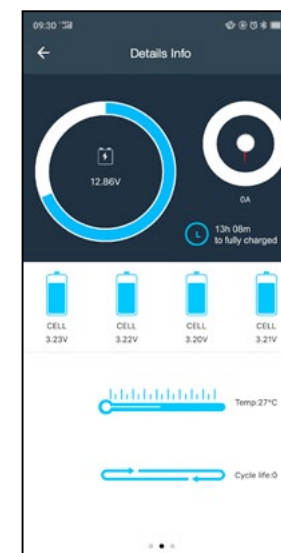 09:30
Details Info
12.86V
0A
L
13h 08m
to fully charged
CELL CELL CELL CELL
3.23V 3.22V 3.20V 3.21V
Temp:27°C
Cycle life:0